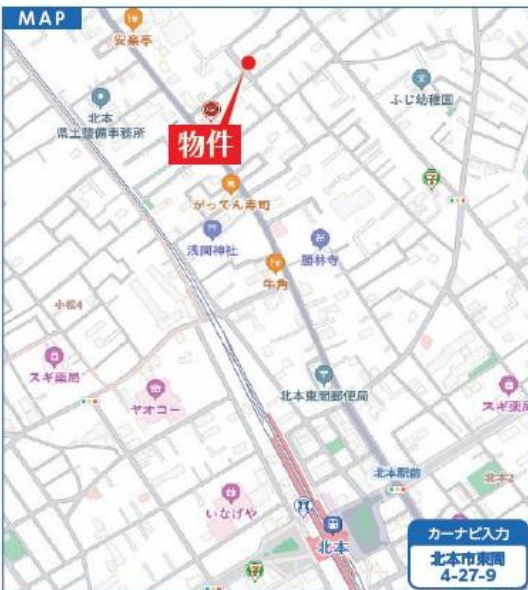 MAP
安楽亭
北本
県土整備事務所
ふじ幼稚園
物件
がってん寿司
浅間神社
勝林寺
牛角
小松4
スギ薬局
ヤオコー
北本東間郵便局
スギ薬局
北本駅前
北本2
いなげや
北本
カーナビ入力
北本市東間
4-27-9